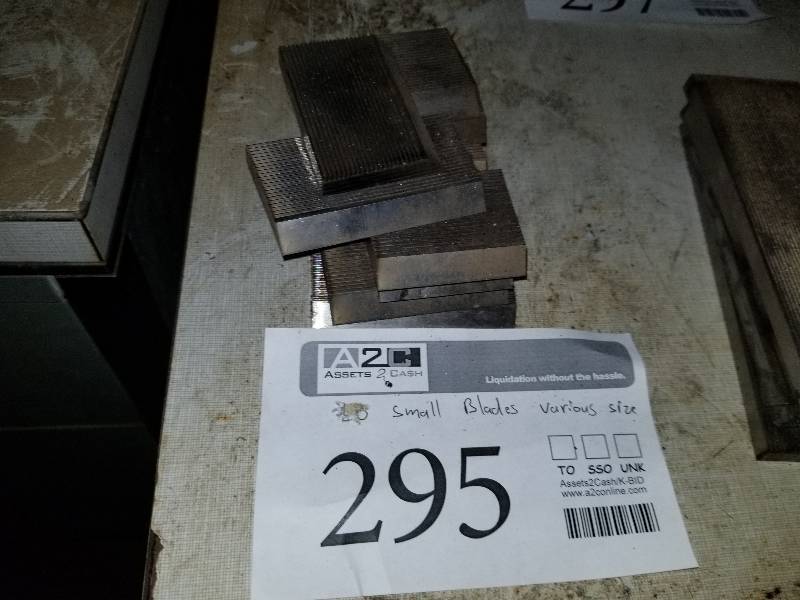 297
A2C
ASSETS 2 CASH
Liquidation without the hassle.
Small Blades various size
295
TO SSO UNK
Assets2Cash/K-BID
www.a2conline.com